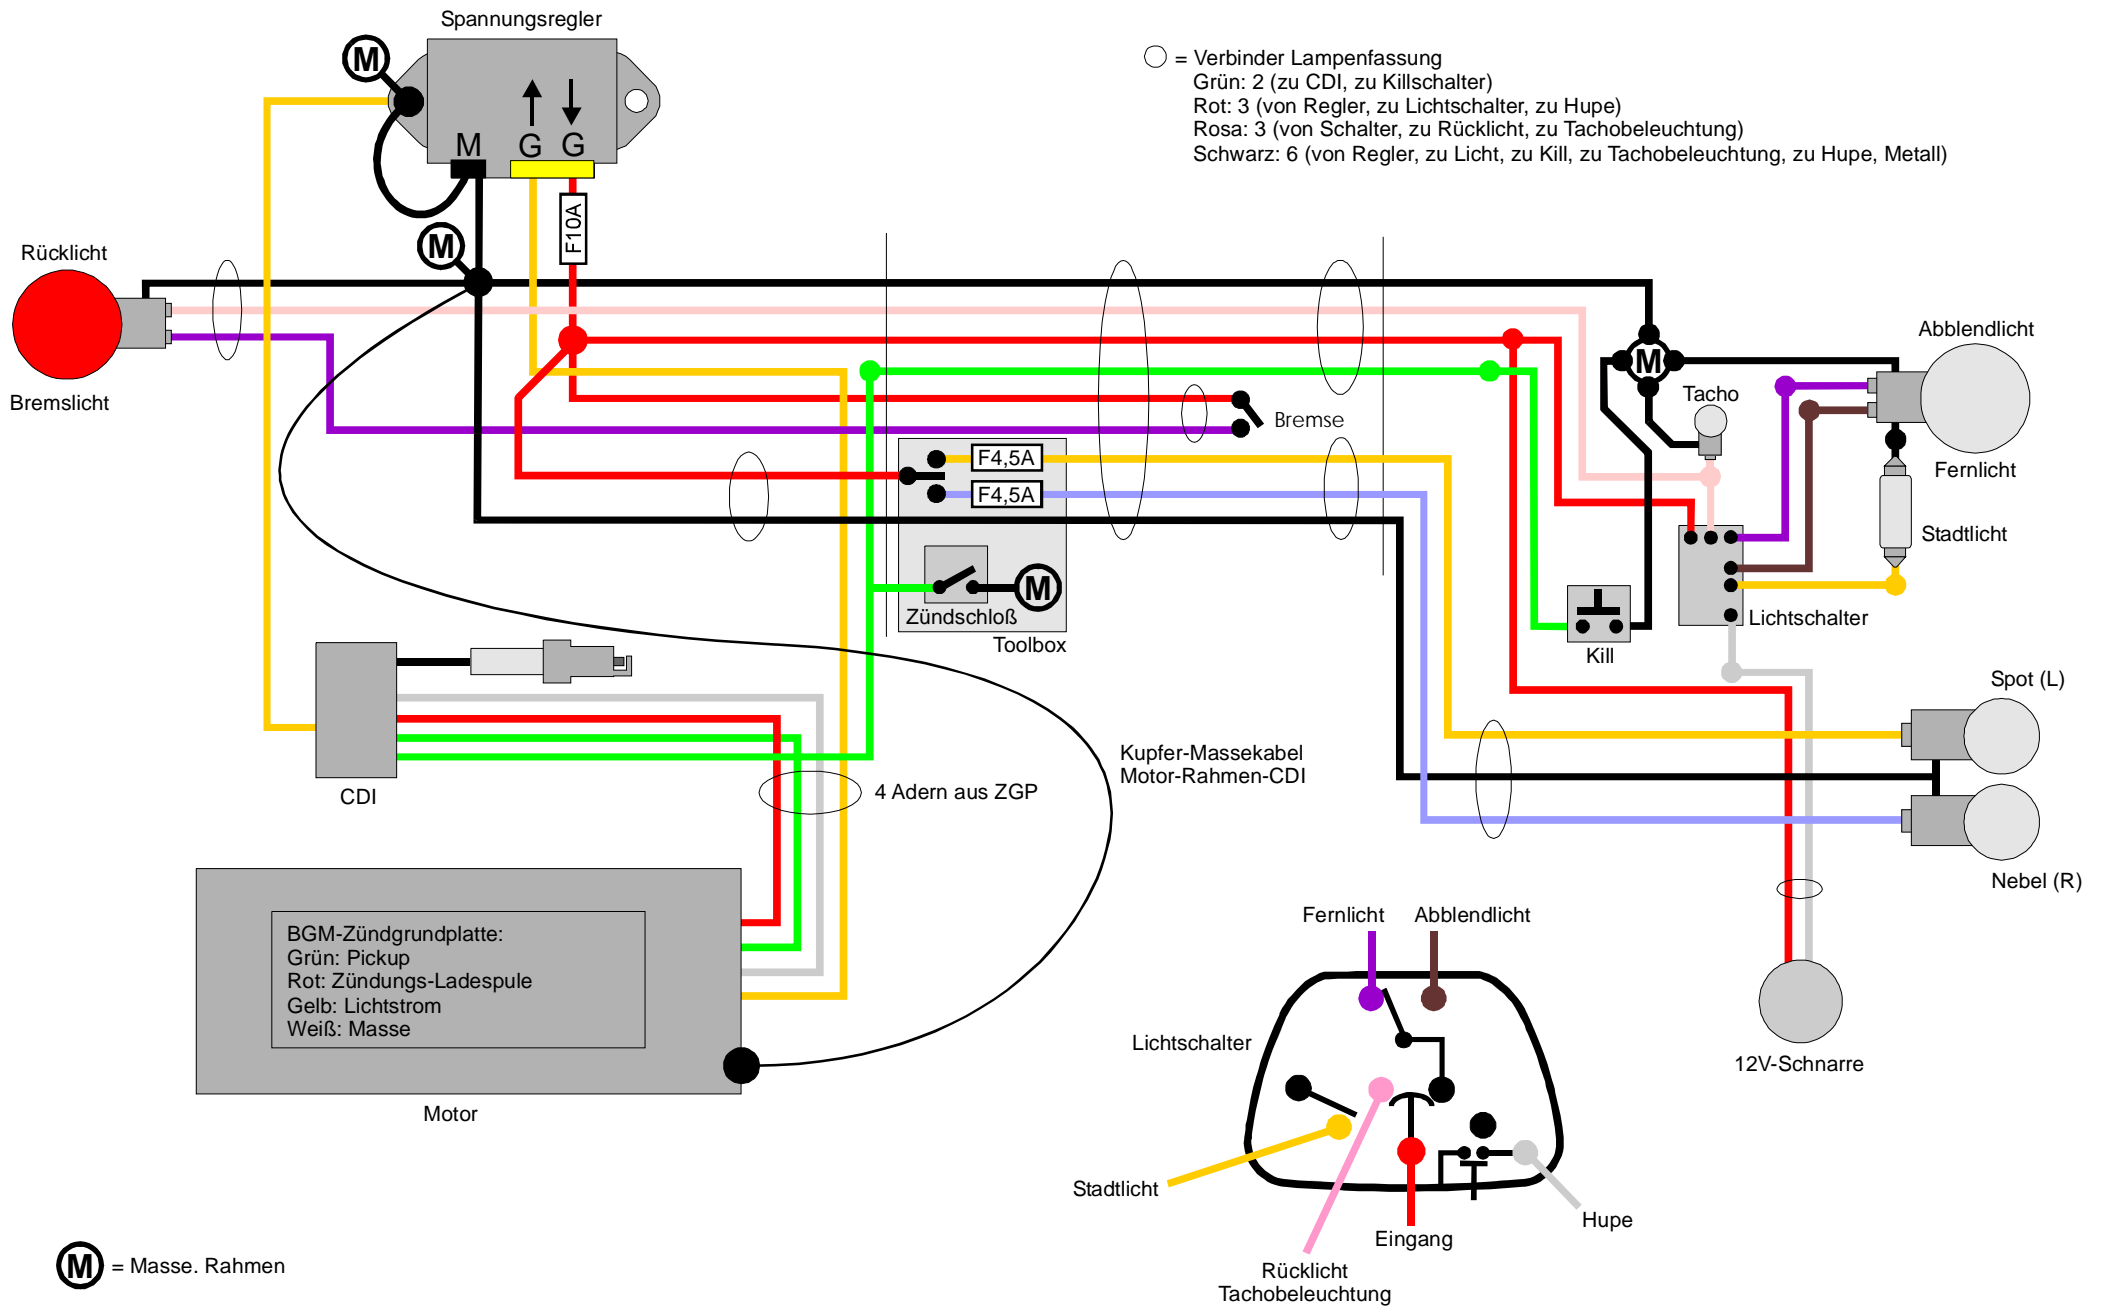 Spannungsregler
M
M
G
G
F10A
M
= Verbinder Lampenfassung
Grün: 2 (zu CDI, zu Killschalter)
Rot: 3 (von Regler, zu Lichtschalter, zu Hupe)
Rosa: 3 (von Schalter, zu Rücklicht, zu Tachobeleuchtung)
Schwarz: 6 (von Regler, zu Licht, zu Kill, zu Tachobeleuchtung, zu Hupe, Metall)
Rücklicht
Bremslicht
Bremse
F4,5A
F4,5A
M
Zündschloß
Toolbox
M
Tacho
Abblendlicht
Fernlicht
Stadtlicht
Lichtschalter
Kill
Spot (L)
Nebel (R)
12V-Schnarre
CDI
4 Adern aus ZGP
Kupfer-Massekabel
Motor-Rahmen-CDI
BGM-Zündgrundplatte:
Grün: Pickup
Rot: Zündungs-Ladespule
Gelb: Lichtstrom
Weiß: Masse
Motor
Fernlicht
Abblendlicht
Lichtschalter
Stadtlicht
Hupe
Eingang
Rücklicht
Tachobeleuchtung
M
= Masse. Rahmen